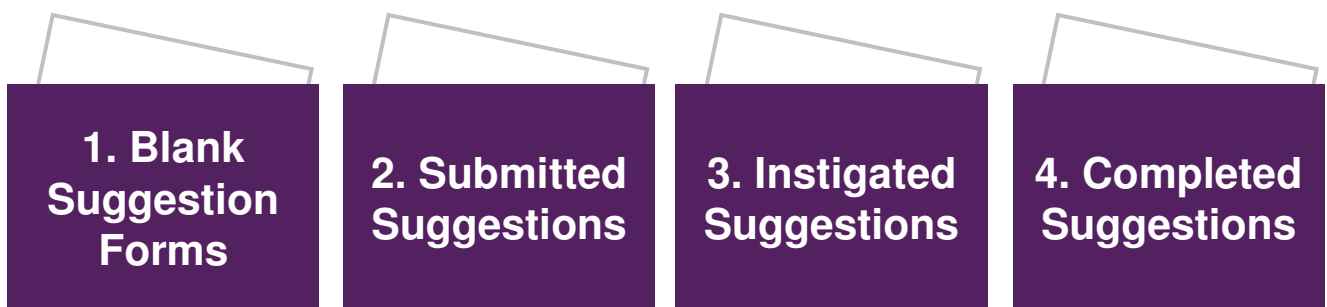 1. Blank
Suggestion
Forms
2. Submitted
Suggestions
3. Instigated
Suggestions
4. Completed
Suggestions